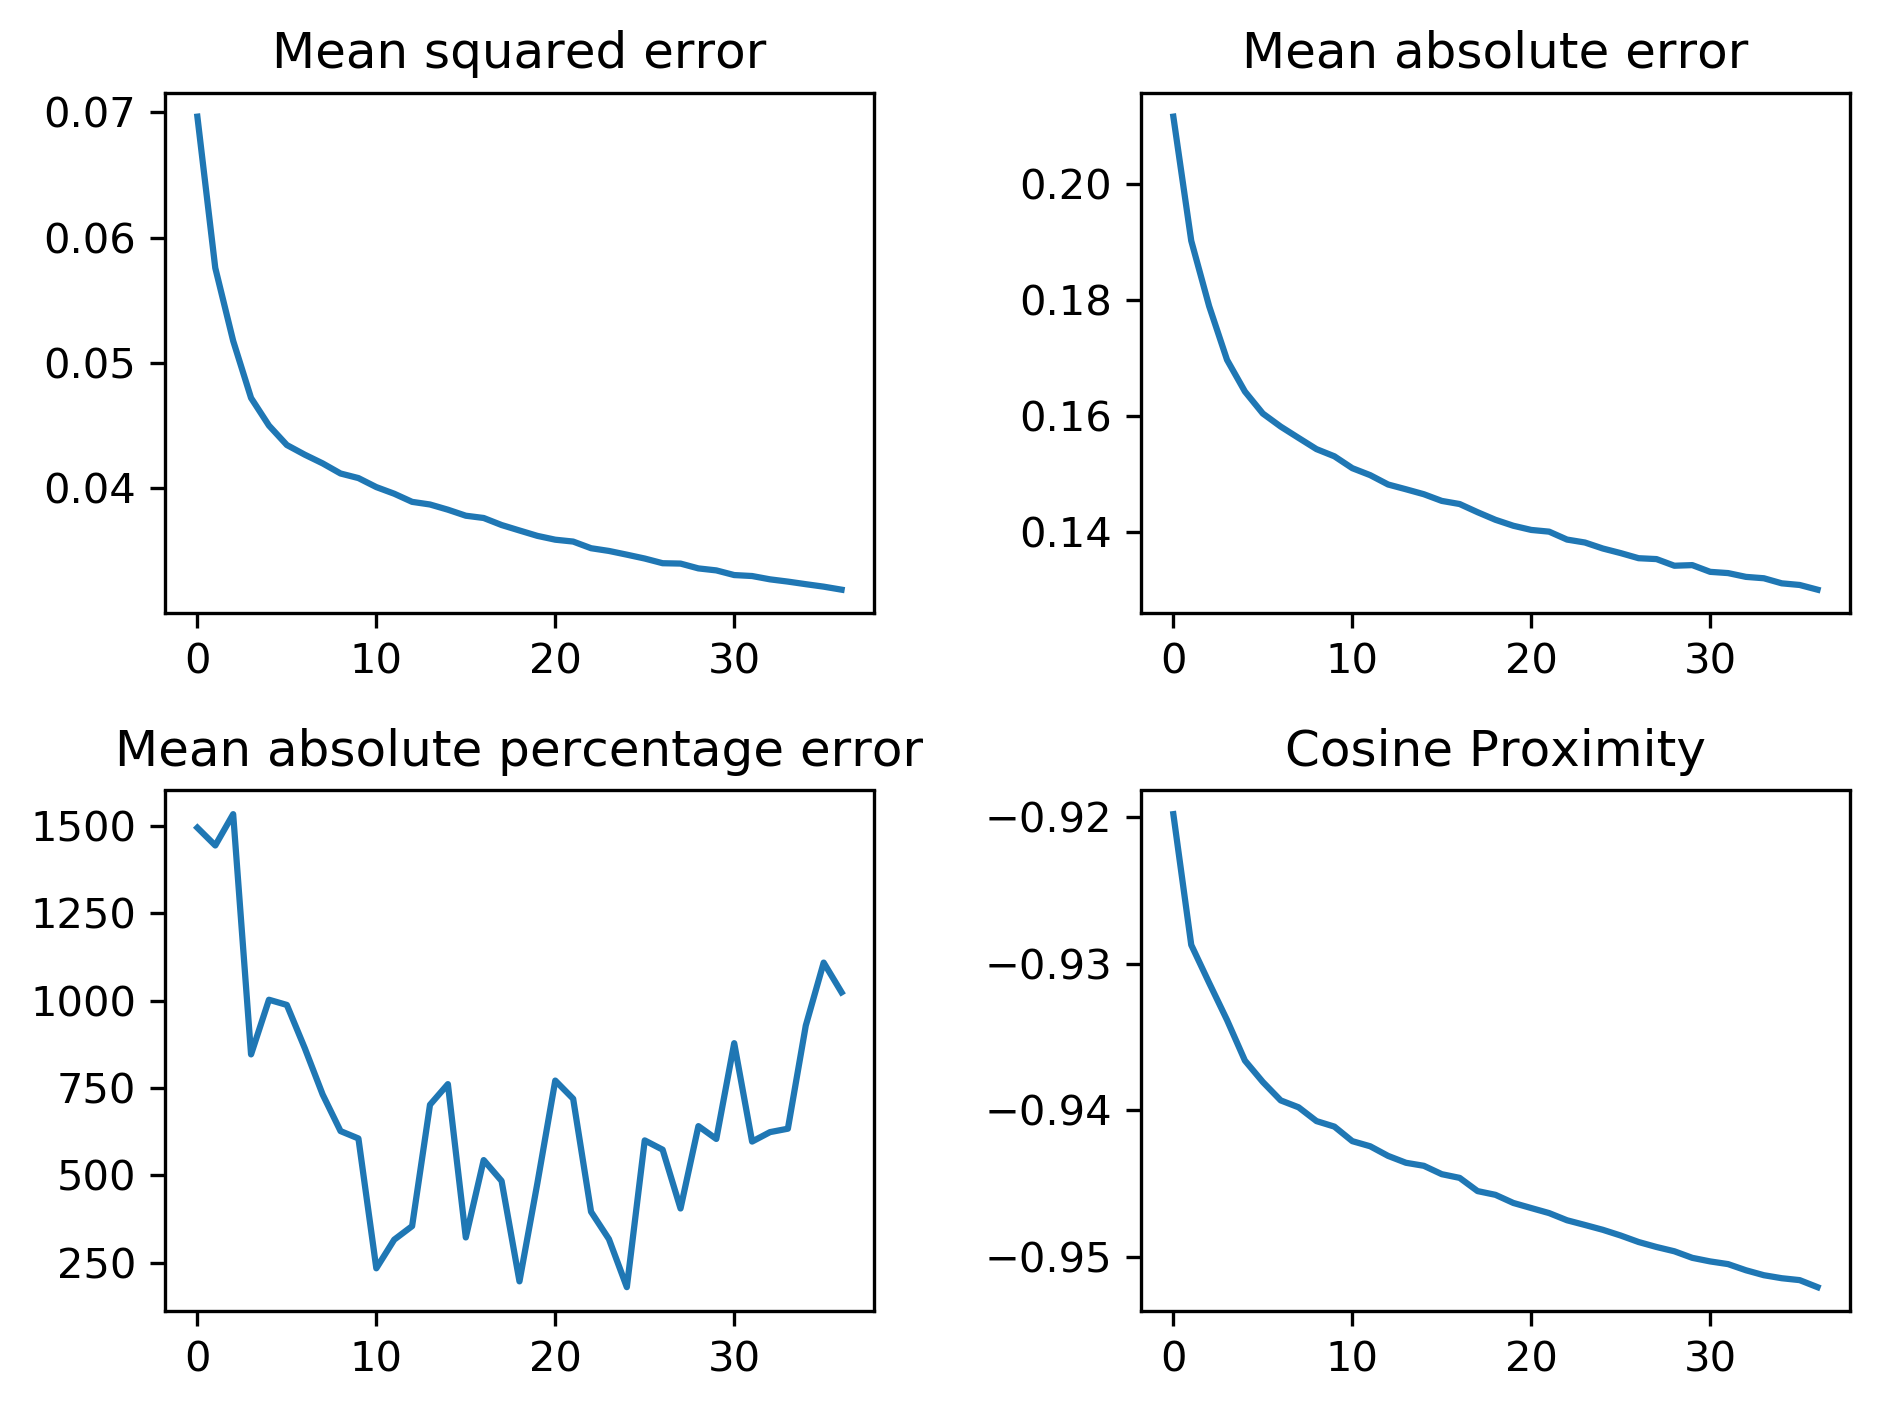 Mean squared error
0.07
0.06
0.05
0.04
0 10 20 30
Mean absolute error
0.20
0.18
0.16
0.14
0 10 20 30
Mean absolute percentage error
1500
1250
1000
750
500
250
0 10 20 30
Cosine Proximity
−0.92
−0.93
−0.94
−0.95
0 10 20 30